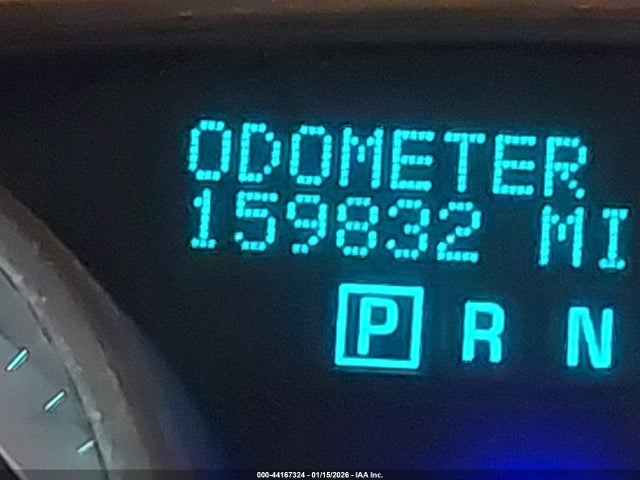 ODOMETER
159832 MI
P R N
000-44167324 - 01/15/2026 - IAA Inc.